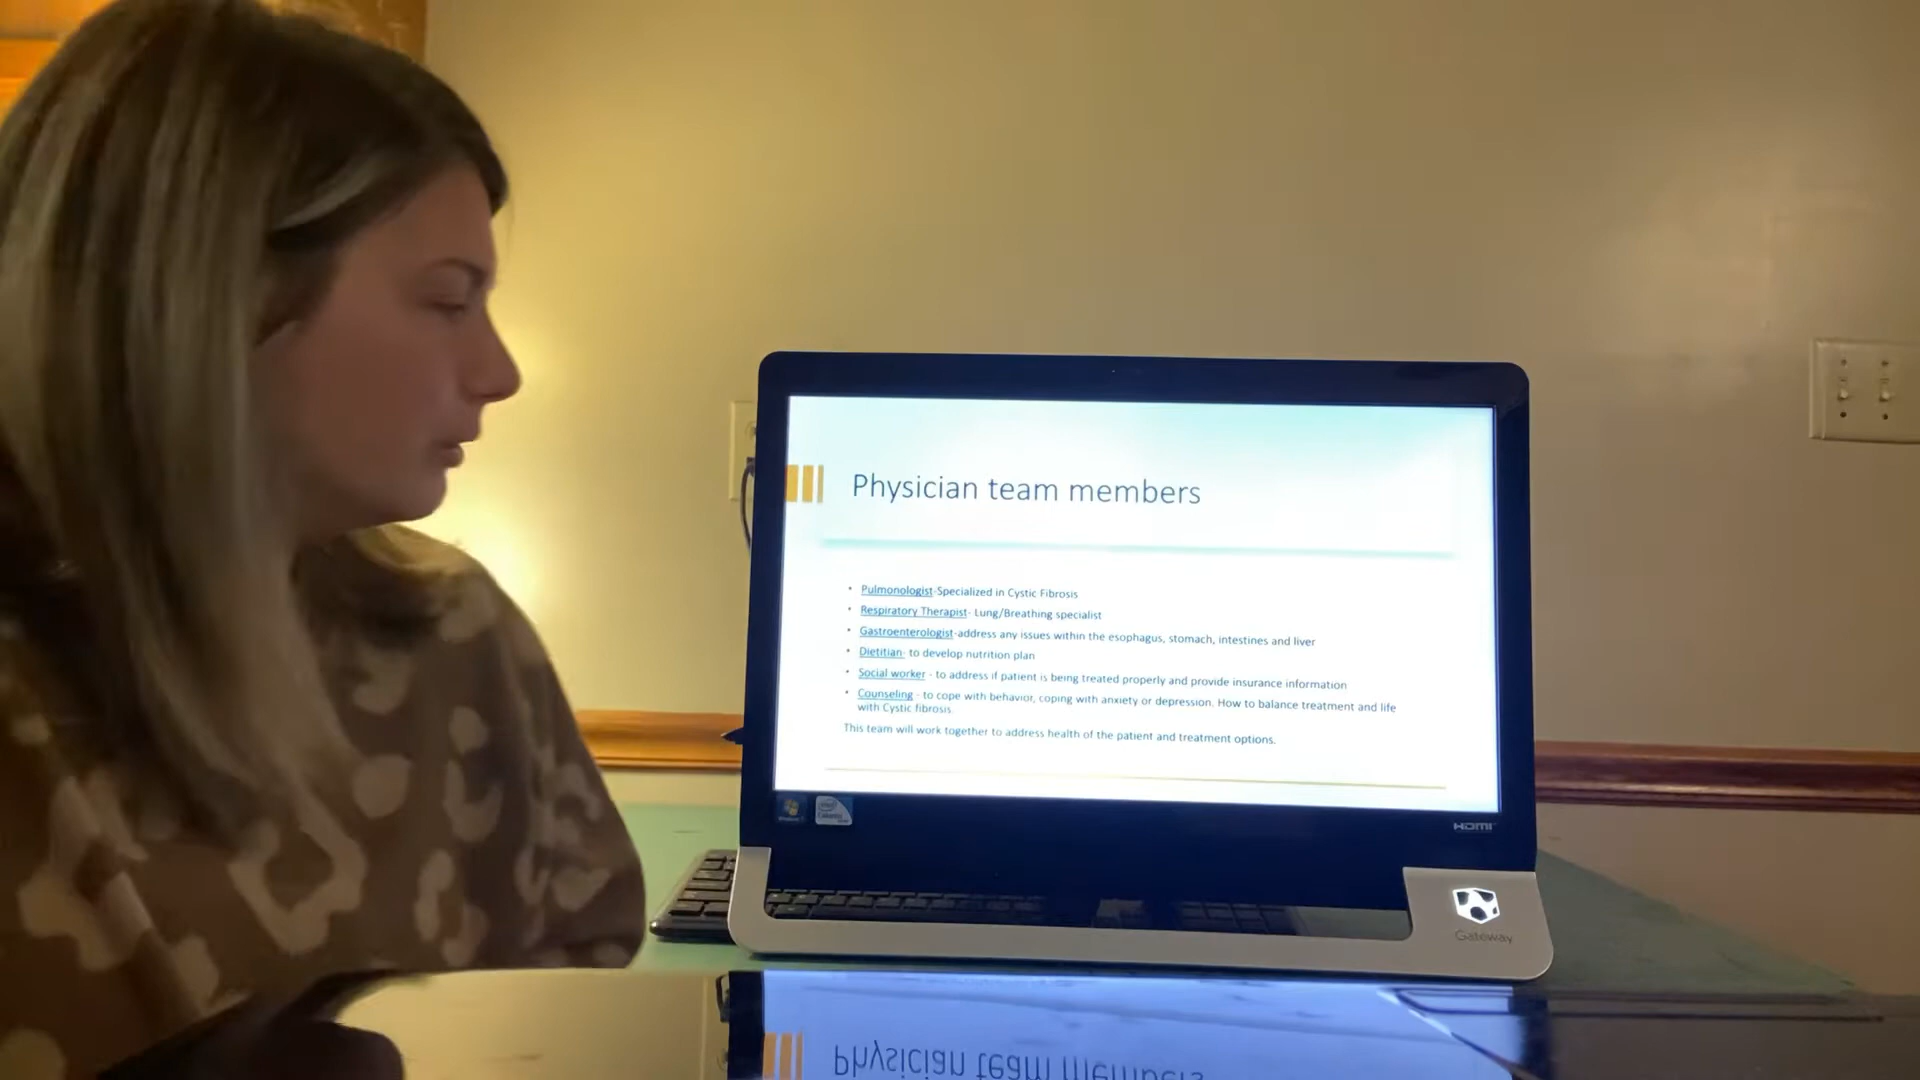 Physician team members
• Pulmonologist-Specialized in Cystic Fibrosis
• Respiratory Therapist- Lung/Breathing specialist
• Gastroenterologist-address any issues within the esophagus, stomach, intestines and liver
• Dietitian- to develop nutrition plan
• Social worker - to address if patient is being treated properly and provide insurance information
• Counseling - to cope with behavior, coping with anxiety or depression. How to balance treatment and life
with Cystic fibrosis.
This team will work together to address health of the patient and treatment options.
HDMI
Gateway
Physician team members